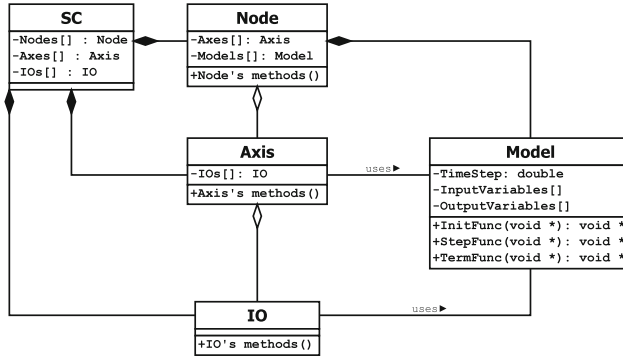 SC
-Nodes[] : Node
-Axes[] : Axis
-IOs[] : IO
Node
-Axes[]: Axis
-Models[]: Model
+Node's methods()
Axis
-IOs[]: IO
+Axis's methods()
uses
Model
-TimeStep: double
-InputVariables[]
-OutputVariables[]
+InitFunc(void *): void *
+StepFunc(void *): void *
+TermFunc(void *): void *
IO
+IO's methods()
uses